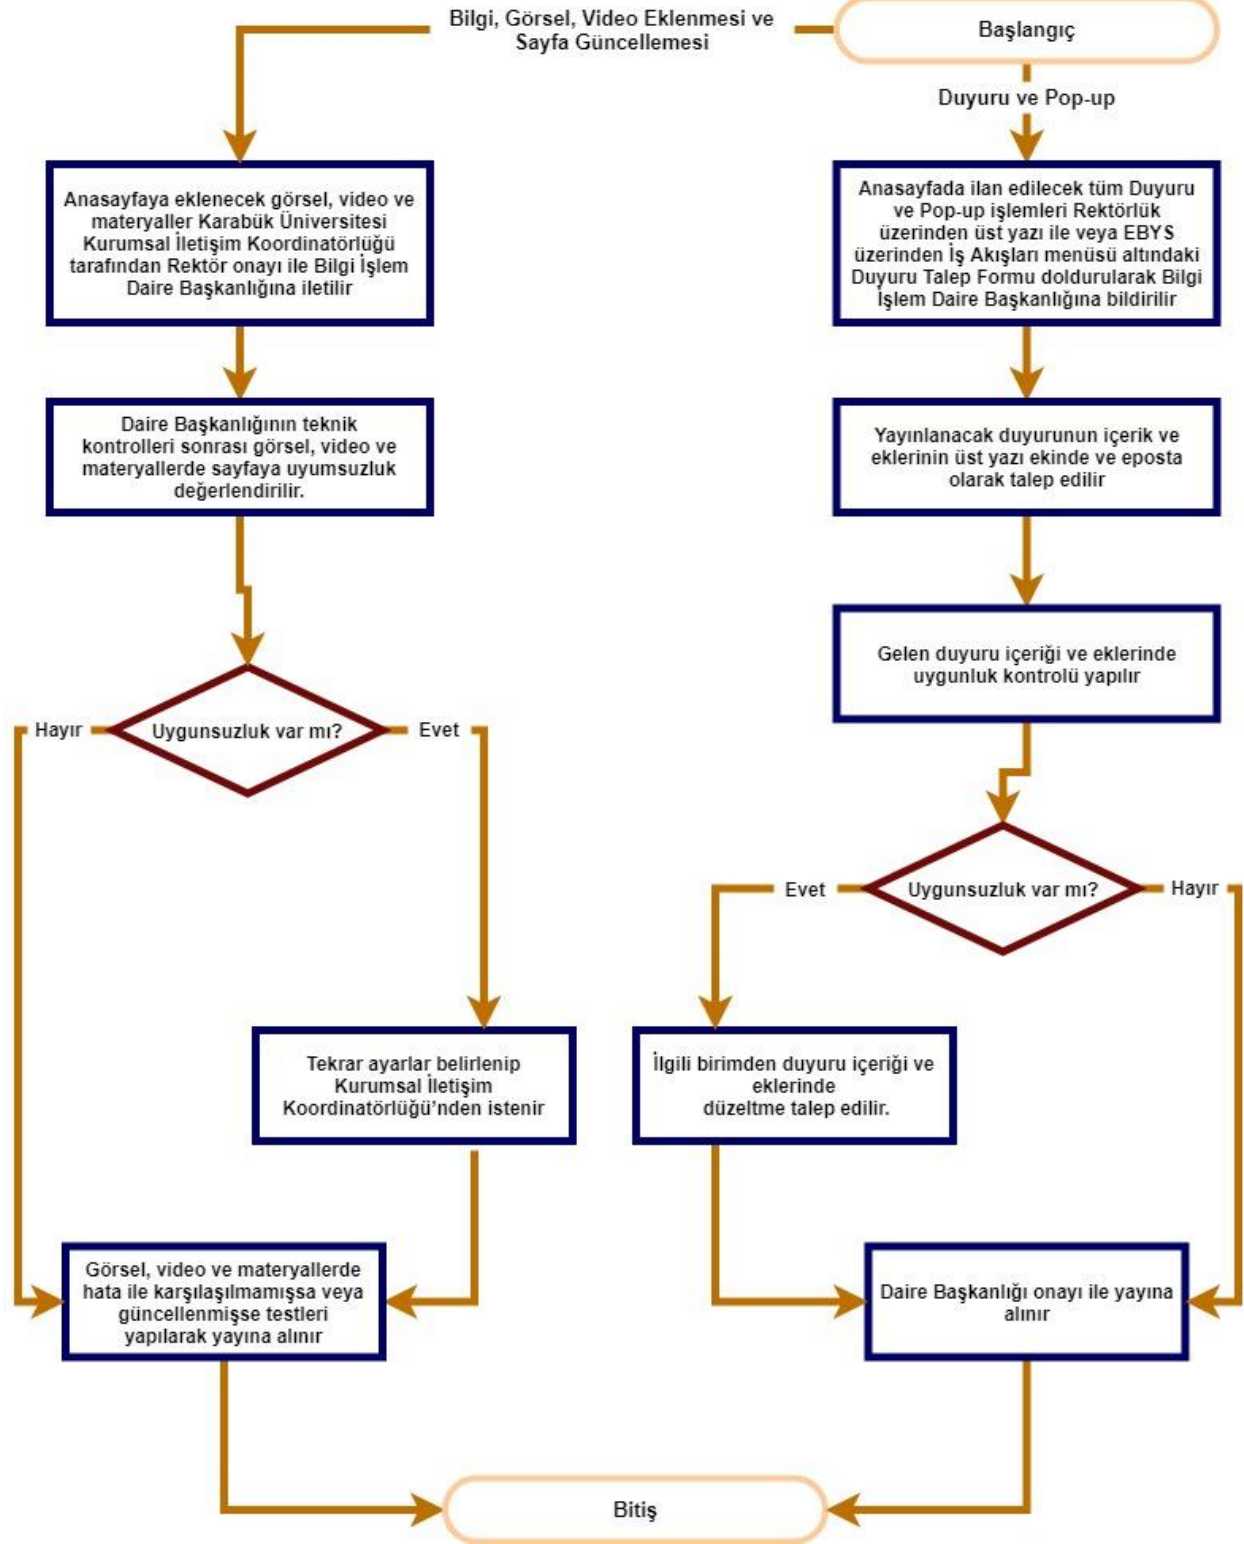 Bilgi, Görsel, Video Eklenmesi ve
Sayfa Güncellemesi
Başlangıç
Duyuru ve Pop-up
Anasayfaya eklenecek görsel, video ve
materyaller Karabük Üniversitesi
Kurumsal İletişim Koordinatörlüğü
tarafından Rektör onayı ile Bilgi İşlem
Daire Başkanlığına iletilir
Anasayfada ilan edilecek tüm Duyuru
ve Pop-up işlemleri Rektörlük
üzerinden üst yazı ile veya EBYS
üzerinden İş Akışları menüsü altındaki
Duyuru Talep Formu doldurularak Bilgi
İşlem Daire Başkanlığına bildirilir
Daire Başkanlığının teknik
kontrolleri sonrası görsel, video ve
materyallerde sayfaya uyumsuzluk
değerlendirilir.
Yayınlanacak duyurunun içerik ve
eklerinin üst yazı ekinde ve eposta
olarak talep edilir
Gelen duyuru içeriği ve eklerinde
uygunluk kontrolü yapılır
Hayır
Uygunsuzluk var mı?
Evet
Evet
Uygunsuzluk var mı?
Hayır
Tekrar ayarlar belirlenip
Kurumsal İletişim
Koordinatörlüğü’nden istenir
İlgili birimden duyuru içeriği ve
eklerinde
düzeltme talep edilir.
Görsel, video ve materyallerde
hata ile karşılaşılmamışsa veya
güncellenmişse testleri
yapılarak yayına alınır
Daire Başkanlığı onayı ile yayına
alınır
Bitiş